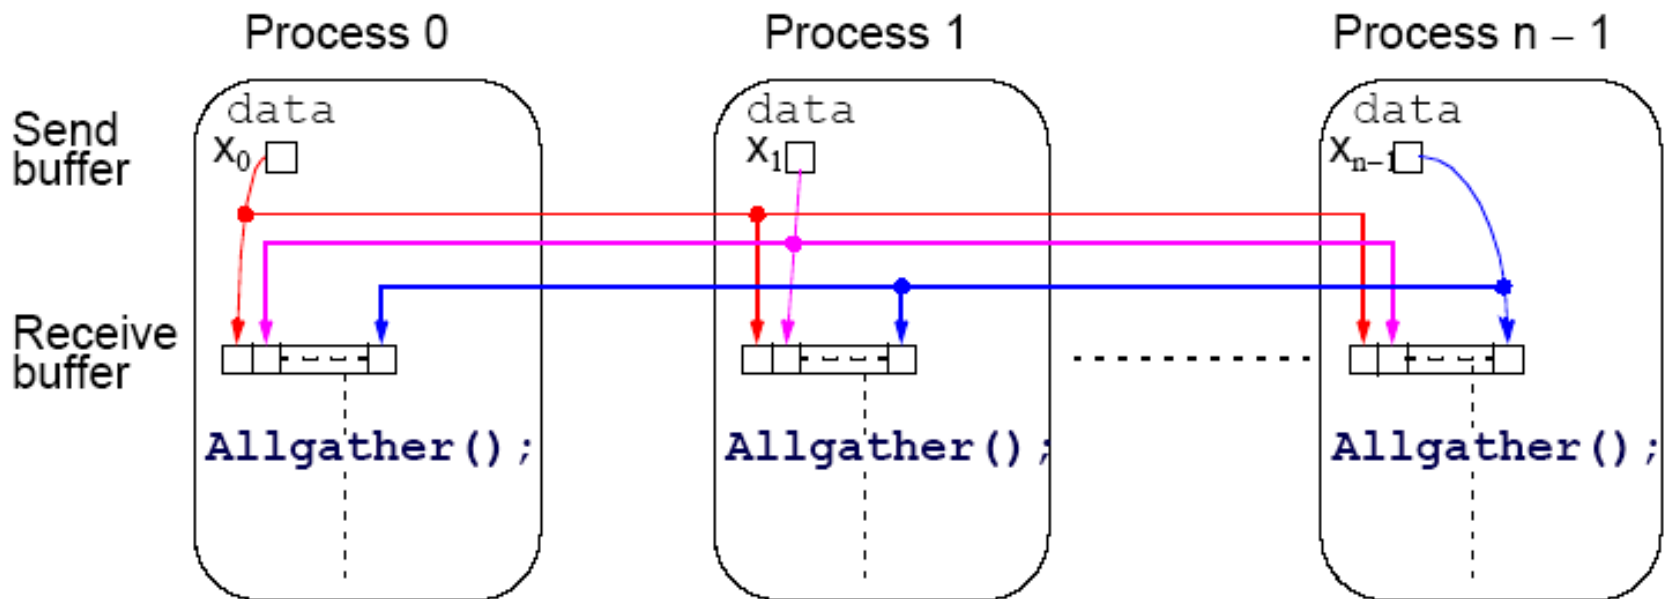 Process 0 Process 1 Process n – 1
data data data
Send
buffer
x0 x1 xn–1
Receive
buffer
Allgather(); Allgather(); Allgather();